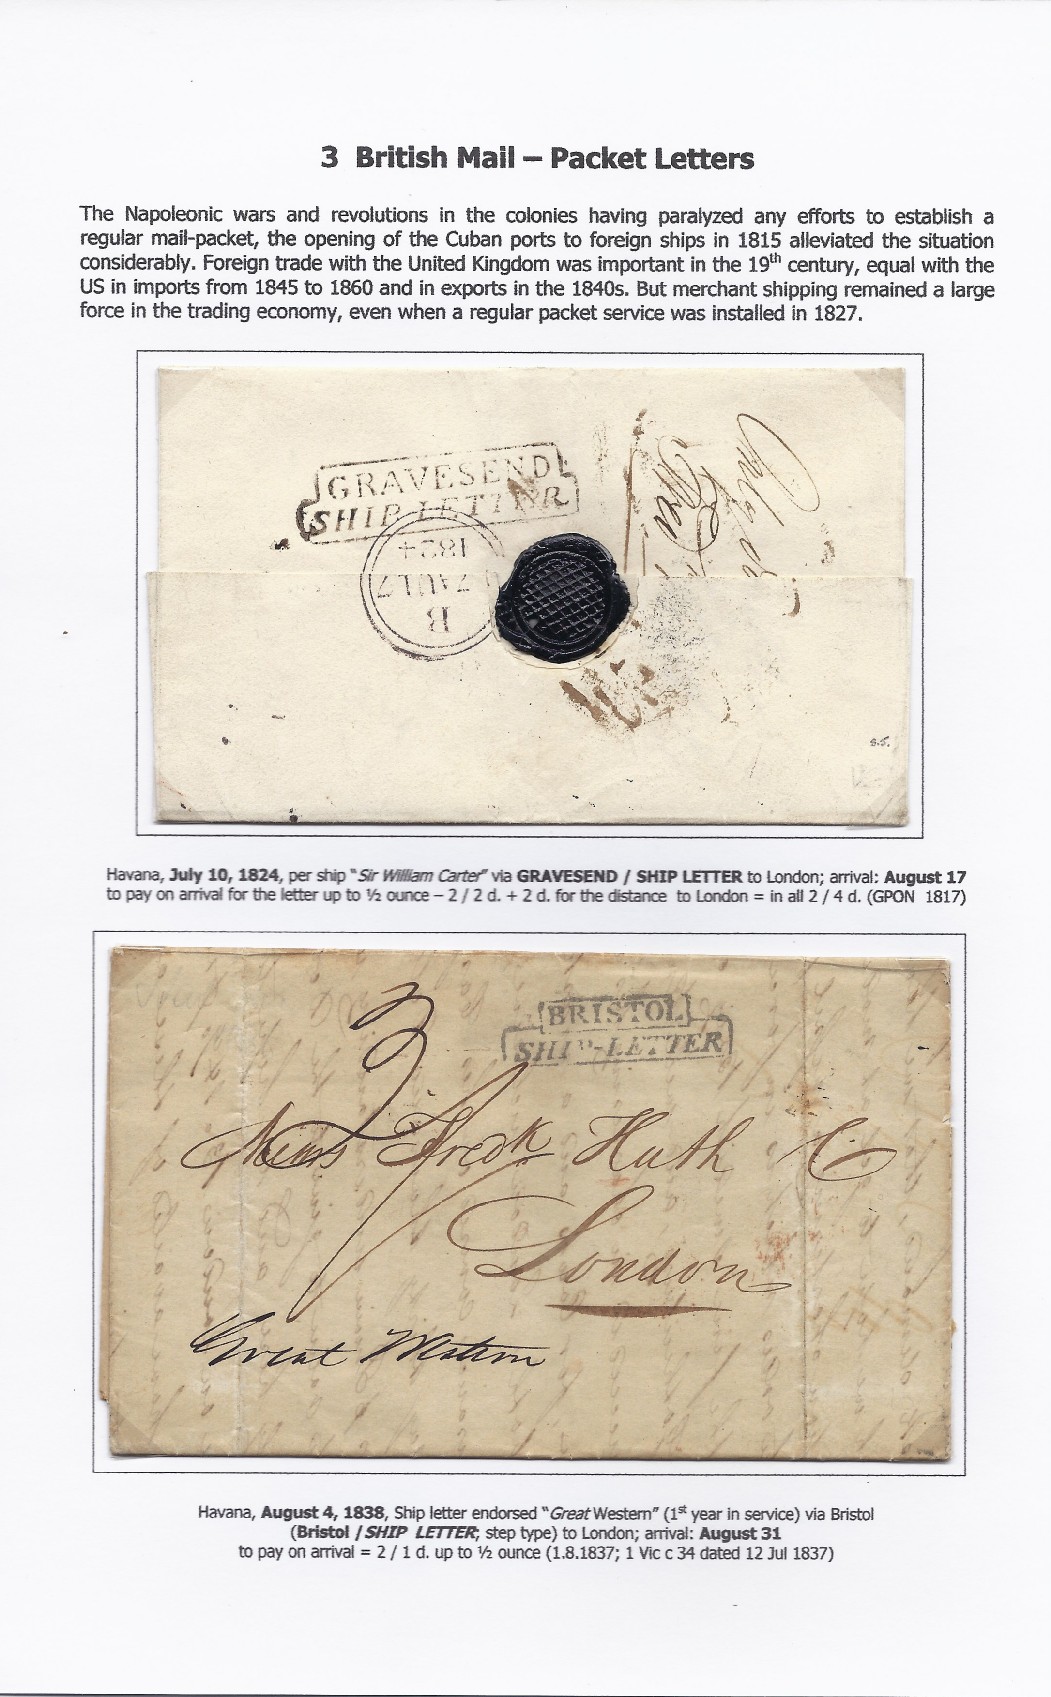 3 British Mail – Packet Letters
The Napoleonic wars and revolutions in the colonies having paralyzed any efforts to establish a
regular mail-packet, the opening of the Cuban ports to foreign ships in 1815 alleviated the situation
considerably. Foreign trade with the United Kingdom was important in the 19th century, equal with the
US in imports from 1845 to 1860 and in exports in the 1840s. But merchant shipping remained a large
force in the trading economy, even when a regular packet service was installed in 1827.
GRAVESEND
SHIP LETTER
B
7 AU 7
1824
s.s.
Havana, July 10, 1824, per ship "Sir William Carter" via GRAVESEND / SHIP LETTER to London; arrival: August 17
to pay on arrival for the letter up to ½ ounce – 2 / 2 d. + 2 d. for the distance to London = in all 2 / 4 d. (GPON 1817)
BRISTOL
SHIP-LETTER
Messrs Fredk Huth & Co
London
Great Western
Havana, August 4, 1838, Ship letter endorsed "Great Western" (1st year in service) via Bristol
(Bristol / SHIP LETTER; step type) to London; arrival: August 31
to pay on arrival = 2 / 1 d. up to ½ ounce (1.8.1837; 1 Vic c 34 dated 12 Jul 1837)